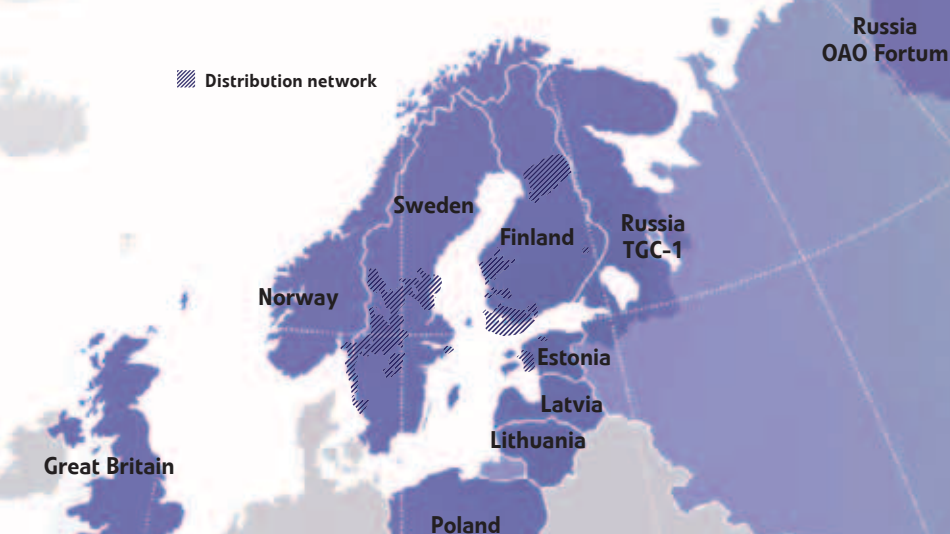 Russia
OAO Fortum
Distribution network
Sweden
Finland
Russia
TGC-1
Norway
Estonia
Latvia
Lithuania
Great Britain
Poland